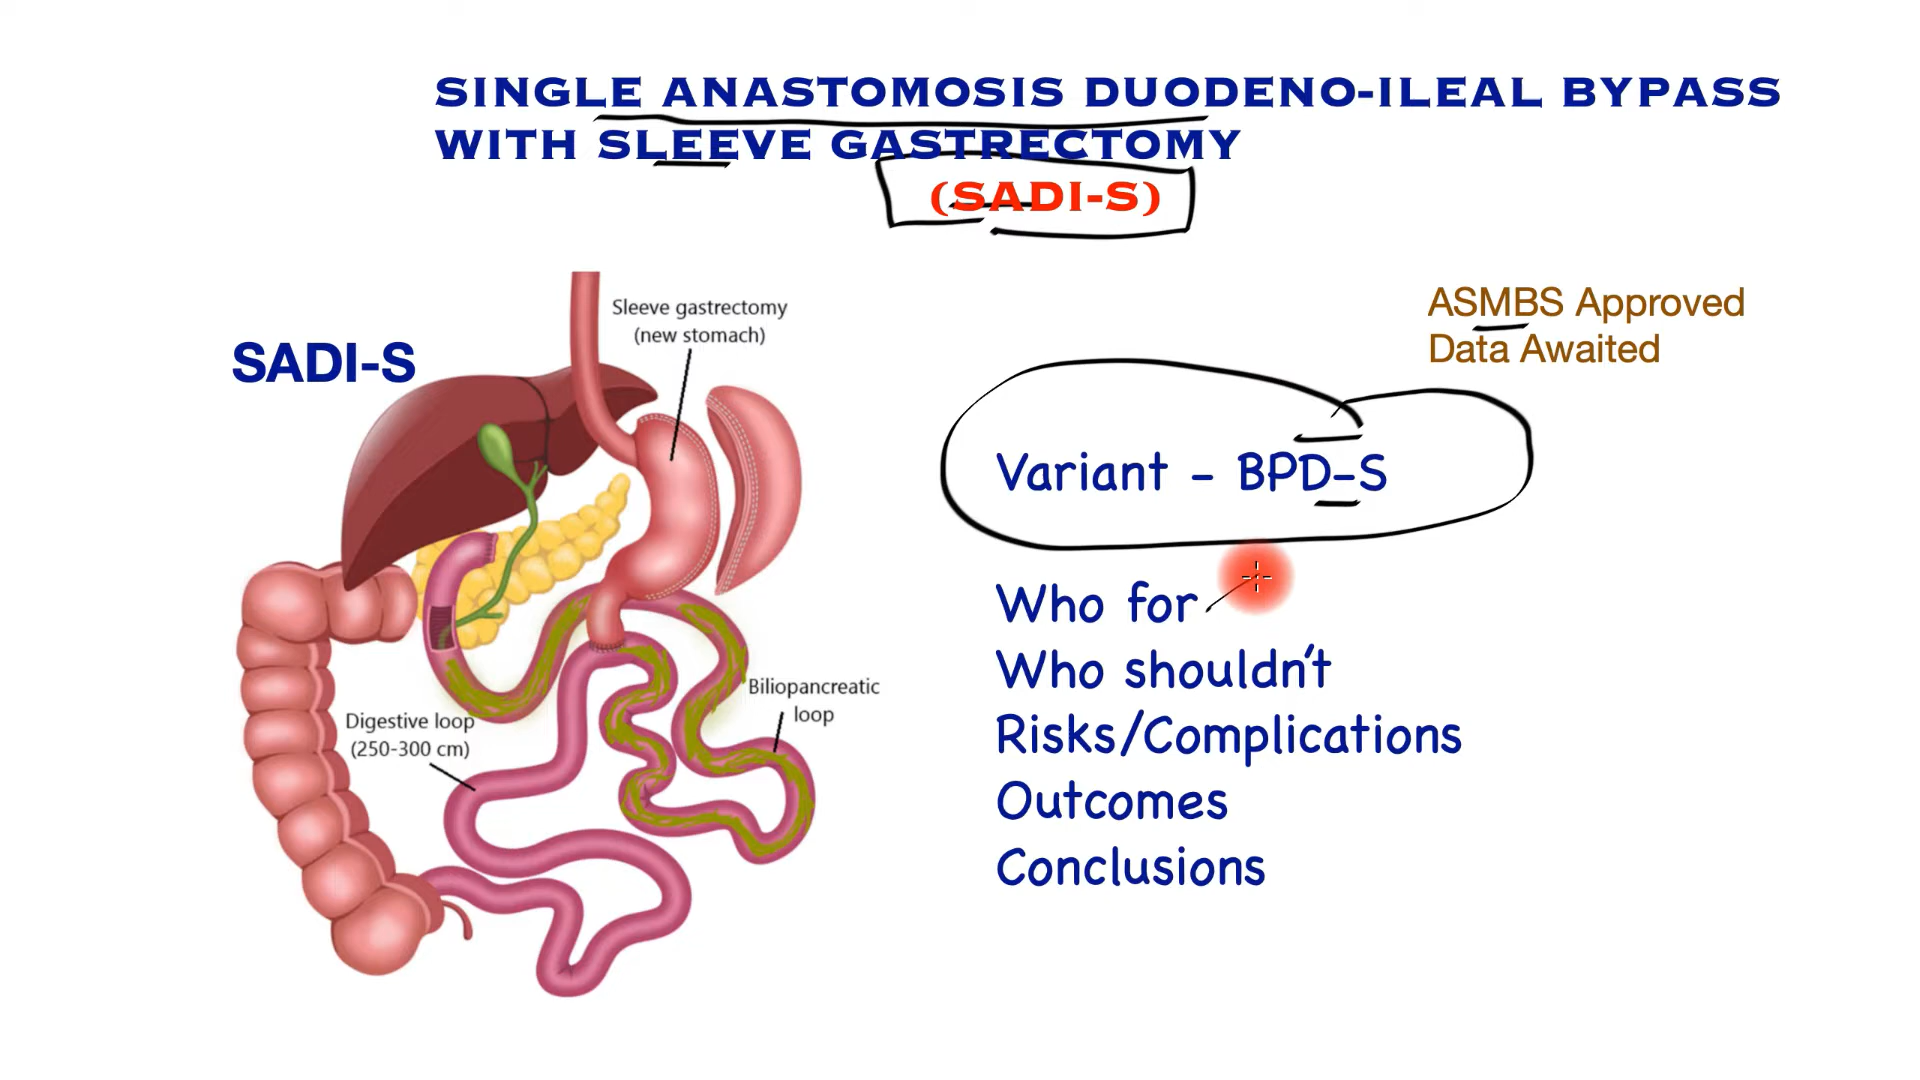 SINGLE ANASTOMOSIS DUODENO-ILEAL BYPASS
WITH SLEEVE GASTRECTOMY
(SADI-S)
SADI-S
Sleeve gastrectomy
(new stomach)
Digestive loop
(250-300 cm)
Biliopancreatic
loop
ASMBS Approved
Data Awaited
Variant - BPD-S
Who for
Who shouldn't
Risks/Complications
Outcomes
Conclusions